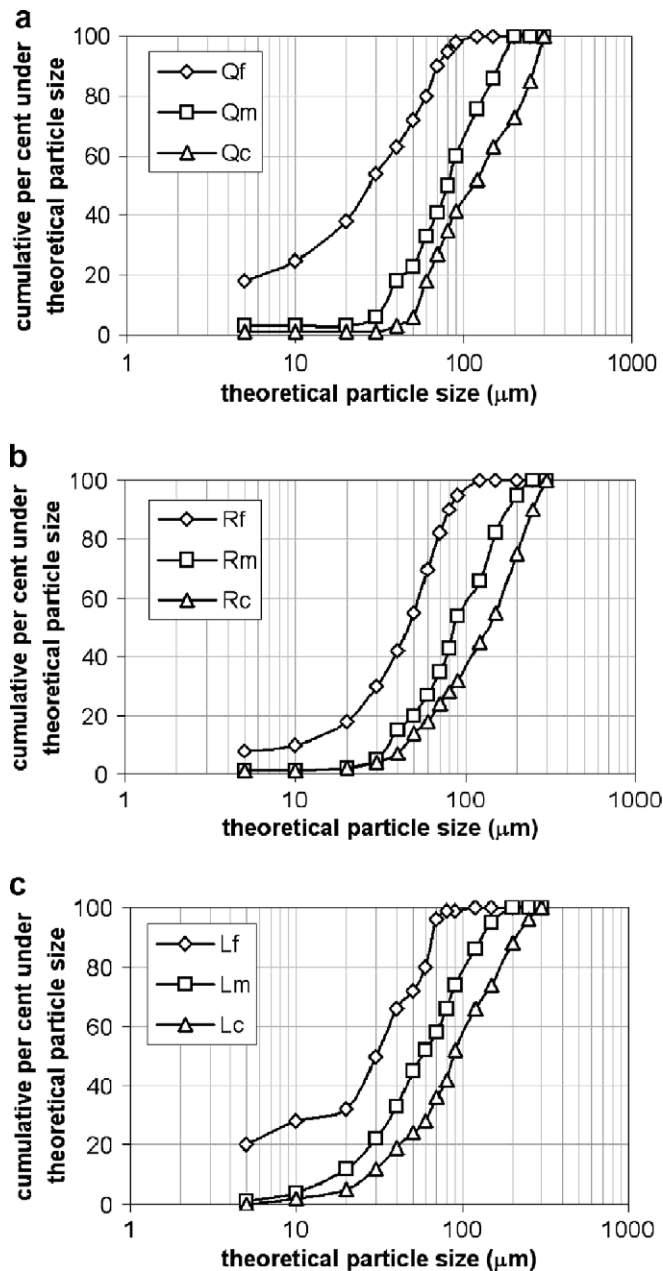 a
cumulative per cent under
theoretical particle size
100
80
60
40
20
0
Qf
Qm
Qc
1
10
100
1000
theoretical particle size (μm)
b
cumulative per cent under
theoretical particle size
100
80
60
40
20
0
Rf
Rm
Rc
1
10
100
1000
theoretical particle size (μm)
c
cumulative per cent under
theoretical particle size
100
80
60
40
20
0
Lf
Lm
Lc
1
10
100
1000
theoretical particle size (μm)